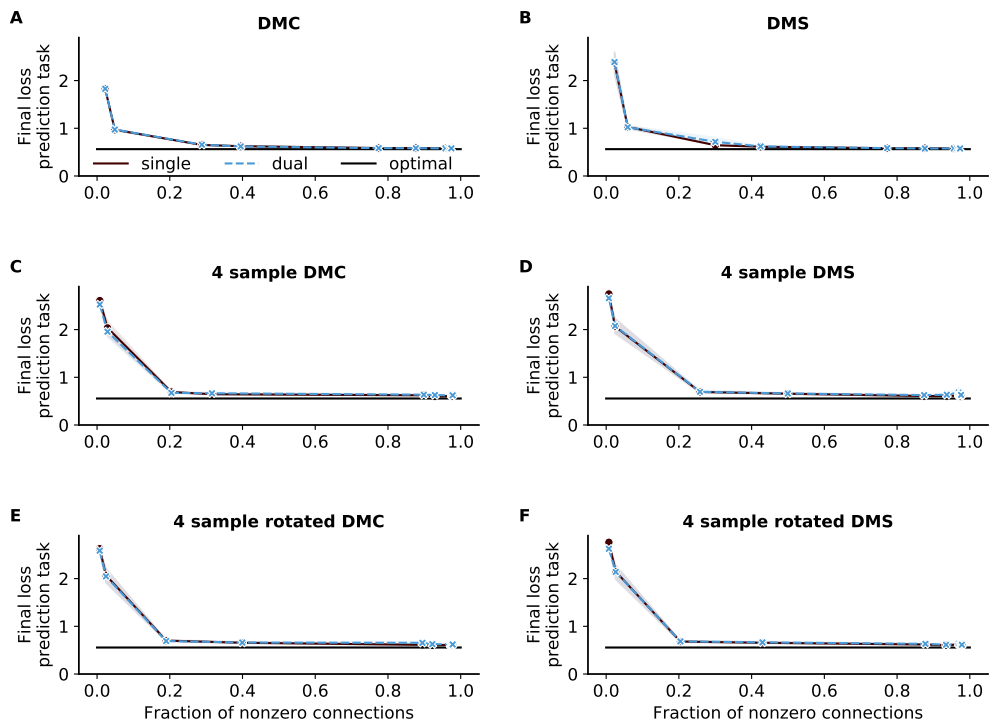 A
DMC
Final loss
prediction task
2
1
0
single
dual
optimal
0.0 0.2 0.4 0.6 0.8 1.0
B
DMS
Final loss
prediction task
2
1
0
0.0 0.2 0.4 0.6 0.8 1.0
C
4 sample DMC
Final loss
prediction task
2
1
0
0.0 0.2 0.4 0.6 0.8 1.0
D
4 sample DMS
Final loss
prediction task
2
1
0
0.0 0.2 0.4 0.6 0.8 1.0
E
4 sample rotated DMC
Final loss
prediction task
2
1
0
0.0 0.2 0.4 0.6 0.8 1.0
Fraction of nonzero connections
F
4 sample rotated DMS
Final loss
prediction task
2
1
0
0.0 0.2 0.4 0.6 0.8 1.0
Fraction of nonzero connections